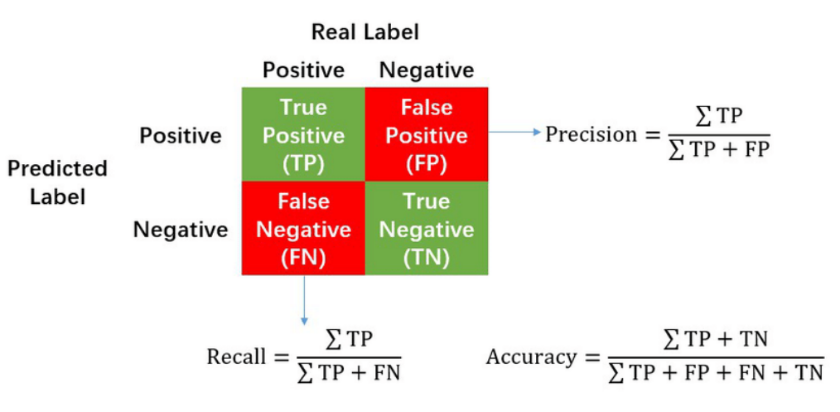 Real Label
Positive Negative
True Positive (TP)
False Positive (FP)
Positive
Precision = ∑ TP / ∑ TP + FP
Predicted Label
False Negative (FN)
True Negative (TN)
Negative
Recall = ∑ TP / ∑ TP + FN
Accuracy = ∑ TP + TN / ∑ TP + FP + FN + TN